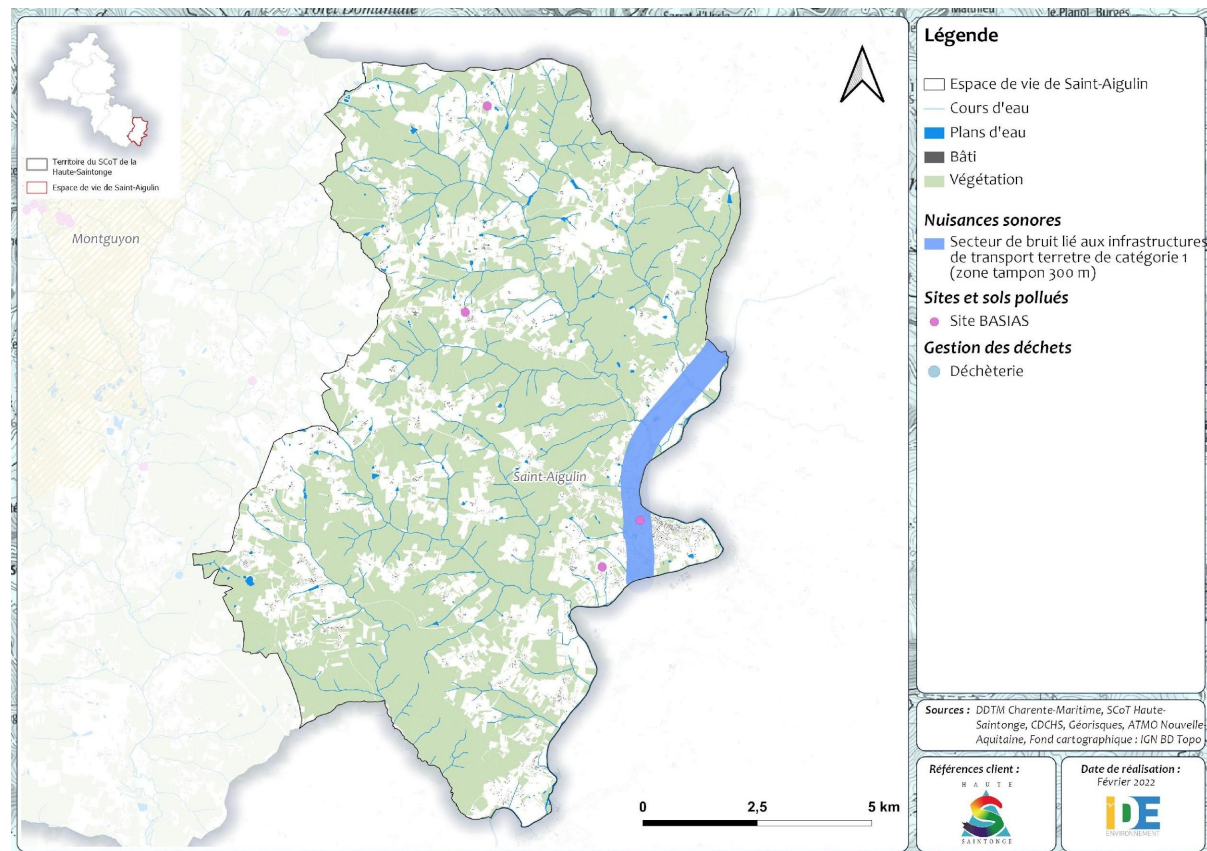 Forêt Domaniale
le Planol Burges
Territoire du SCoT de la
Haute-Saintonge
Espace de vie de Saint-Aigulin
Montguyon
Saint-Aigulin
0 2,5 5 km
Légende
Espace de vie de Saint-Aigulin
Cours d'eau
Plans d'eau
Bâti
Végétation
Nuisances sonores
Secteur de bruit lié aux infrastructures
de transport terretre de catégorie 1
(zone tampon 300 m)
Sites et sols pollués
Site BASIAS
Gestion des déchets
Déchèterie
Sources : DDTM Charente-Maritime, SCoT Haute-
Saintonge, CDCHS, Géorisques, ATMO Nouvelle-
Aquitaine, Fond cartographique : IGN BD Topo
Références client :
HAUTE
SAINTONGE
Date de réalisation :
Février 2022
IDE
ENVIRONNEMENT